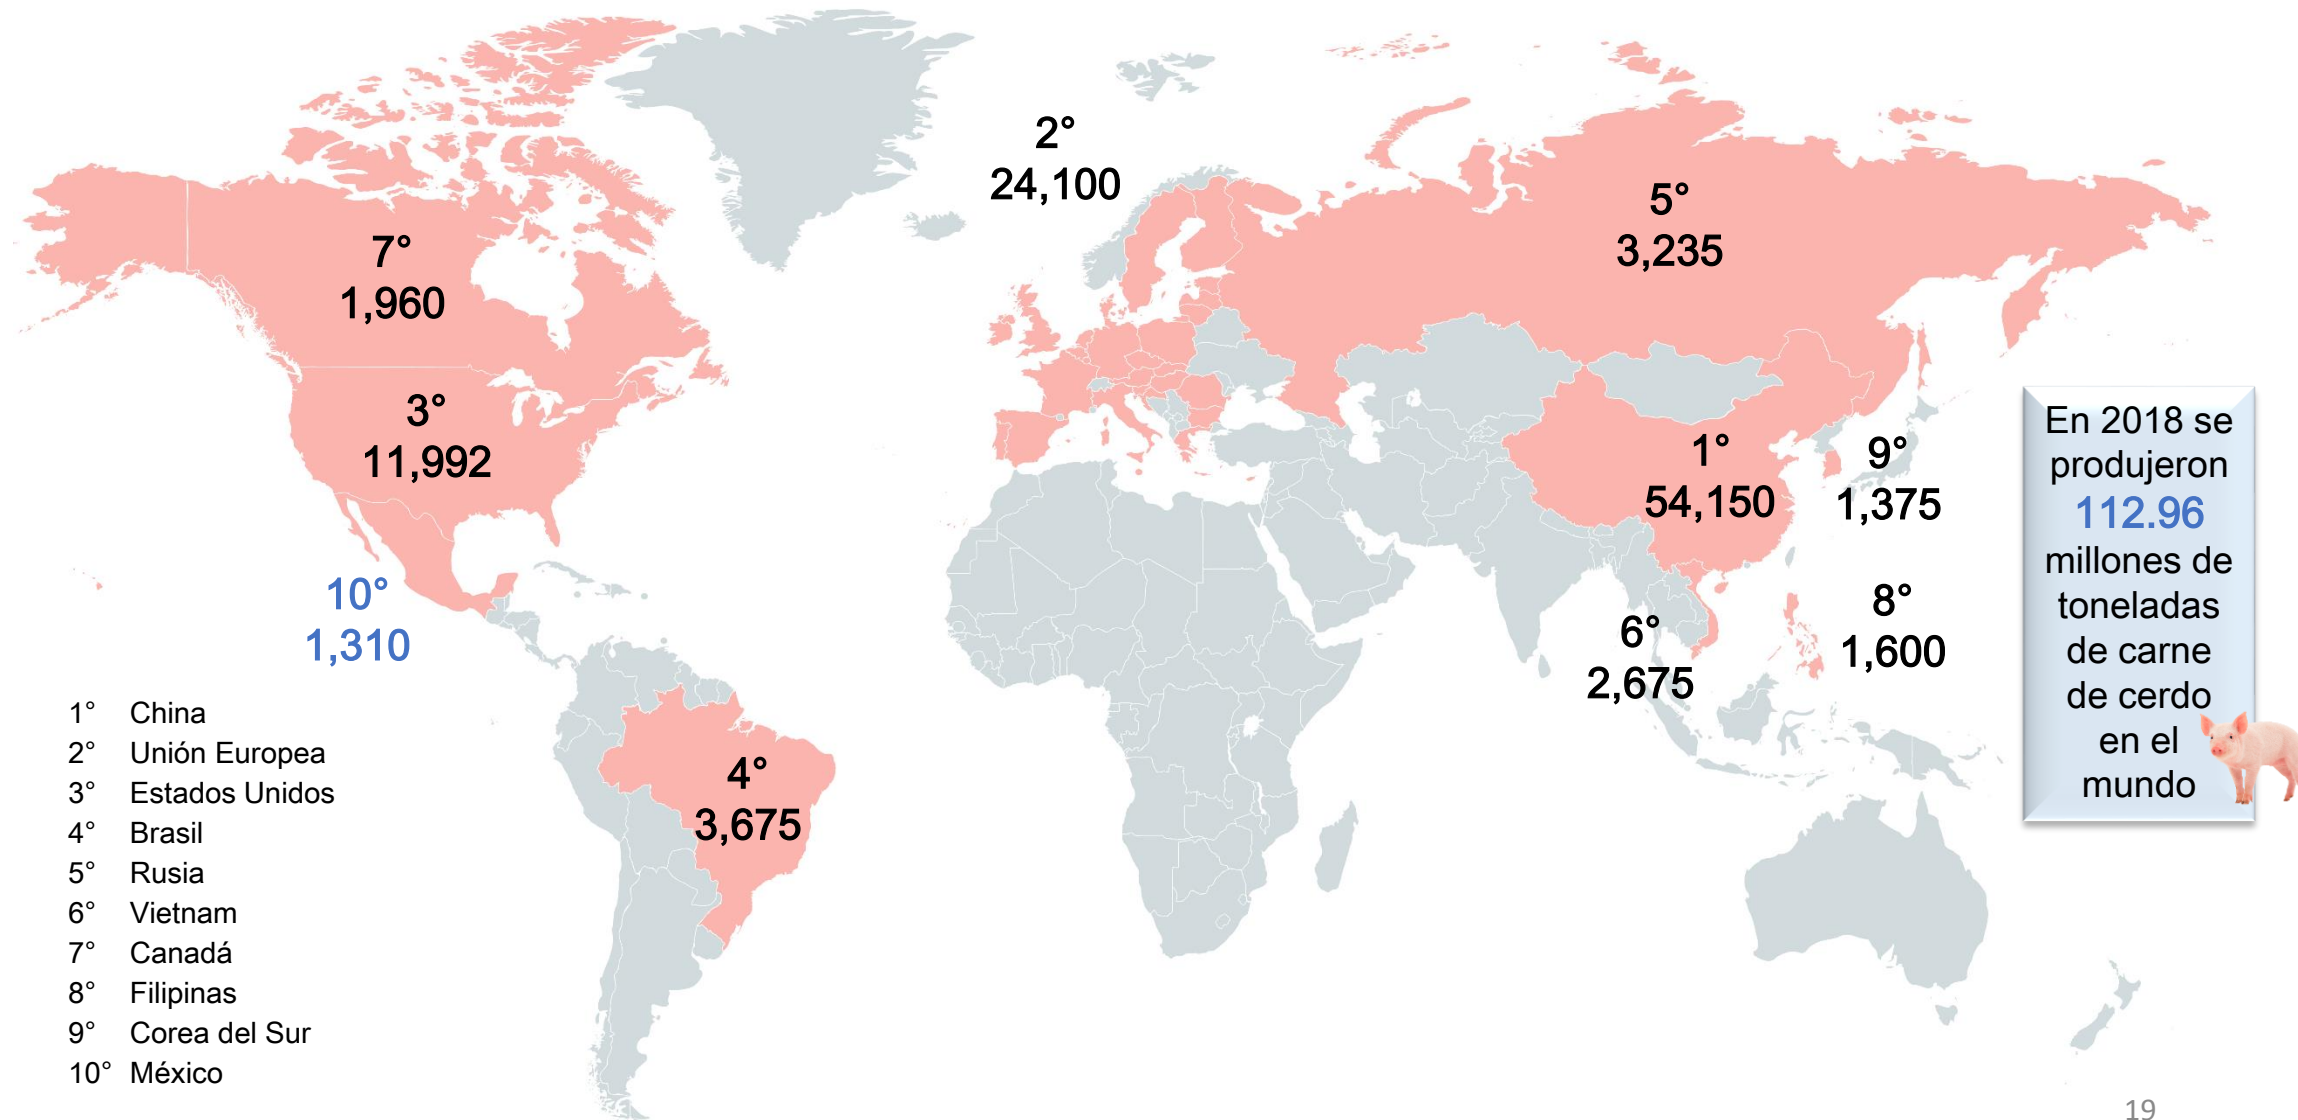 2°
24,100
5°
3,235
7°
1,960
3°
11,992
1°
54,150
9°
1,375
10°
1,310
8°
1,600
6°
2,675
4°
3,675
1° China
2° Unión Europea
3° Estados Unidos
4° Brasil
5° Rusia
6° Vietnam
7° Canadá
8° Filipinas
9° Corea del Sur
10° México
En 2018 se
produjeron
112.96
millones de
toneladas
de carne
de cerdo
en el
mundo
19